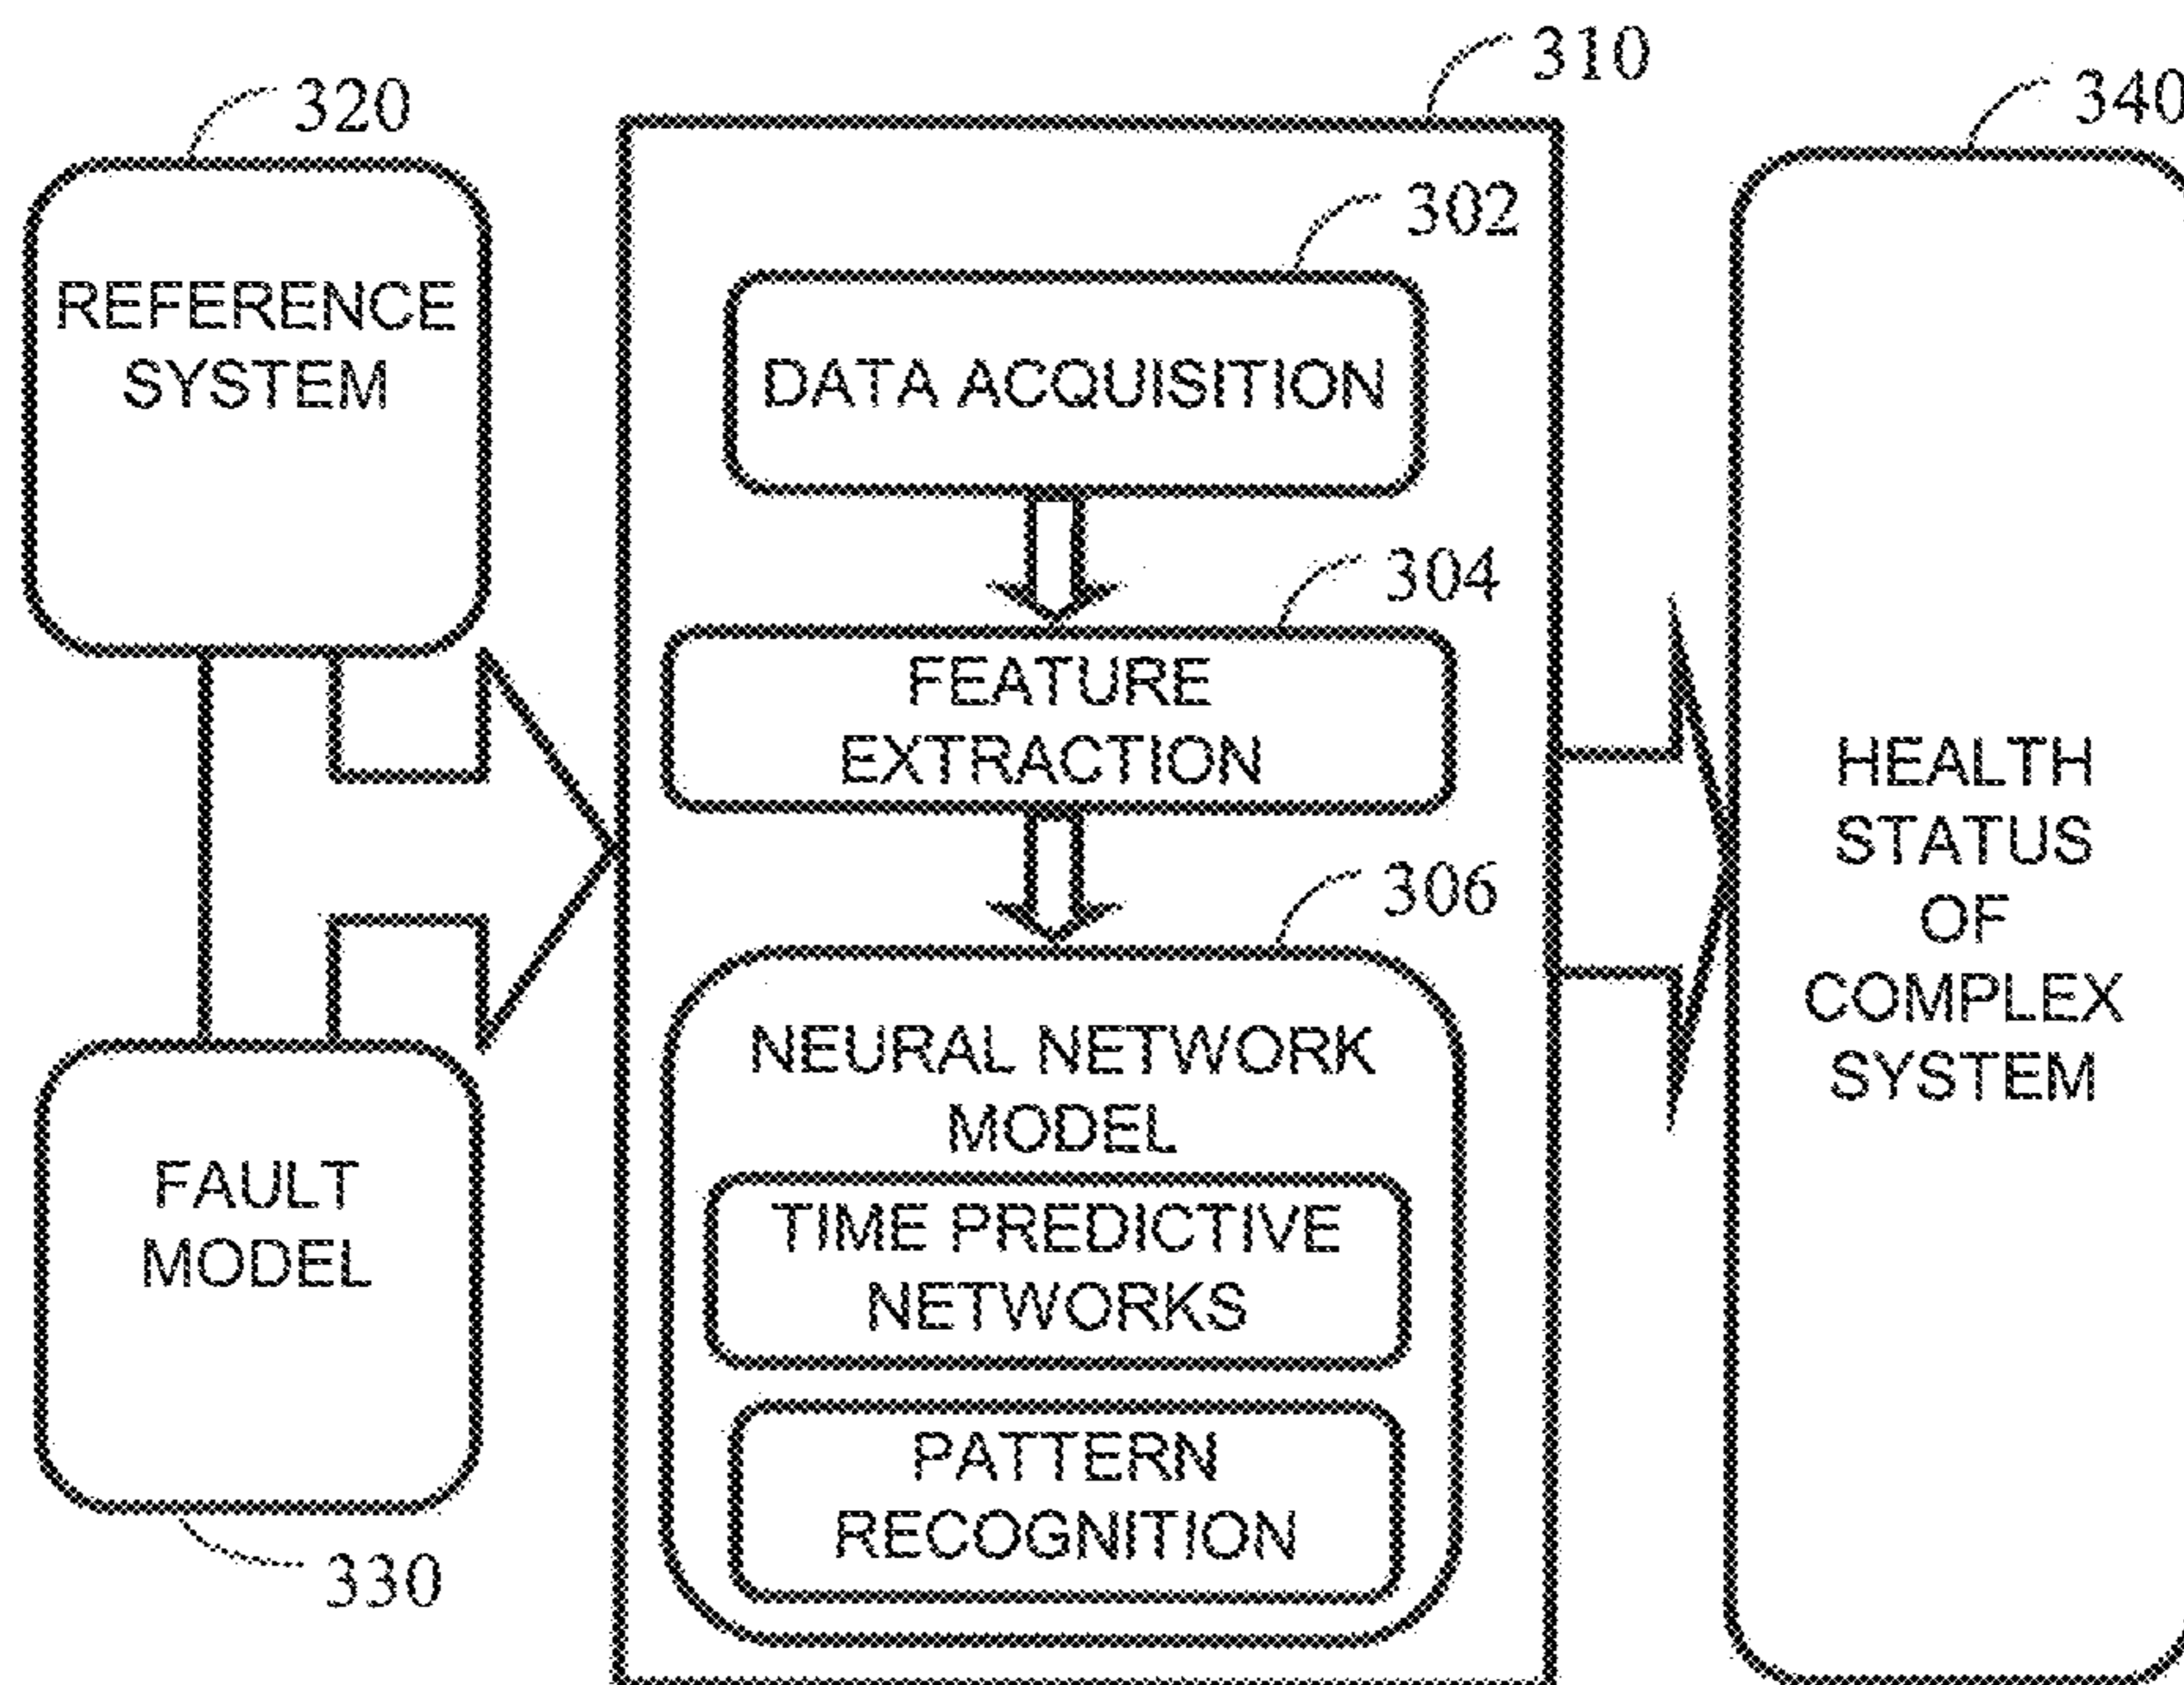 320
REFERENCE
SYSTEM
FAULT
MODEL
330
310
302
DATA ACQUISITION
304
FEATURE
EXTRACTION
306
NEURAL NETWORK
MODEL
TIME PREDICTIVE
NETWORKS
PATTERN
RECOGNITION
340
HEALTH
STATUS
OF
COMPLEX
SYSTEM